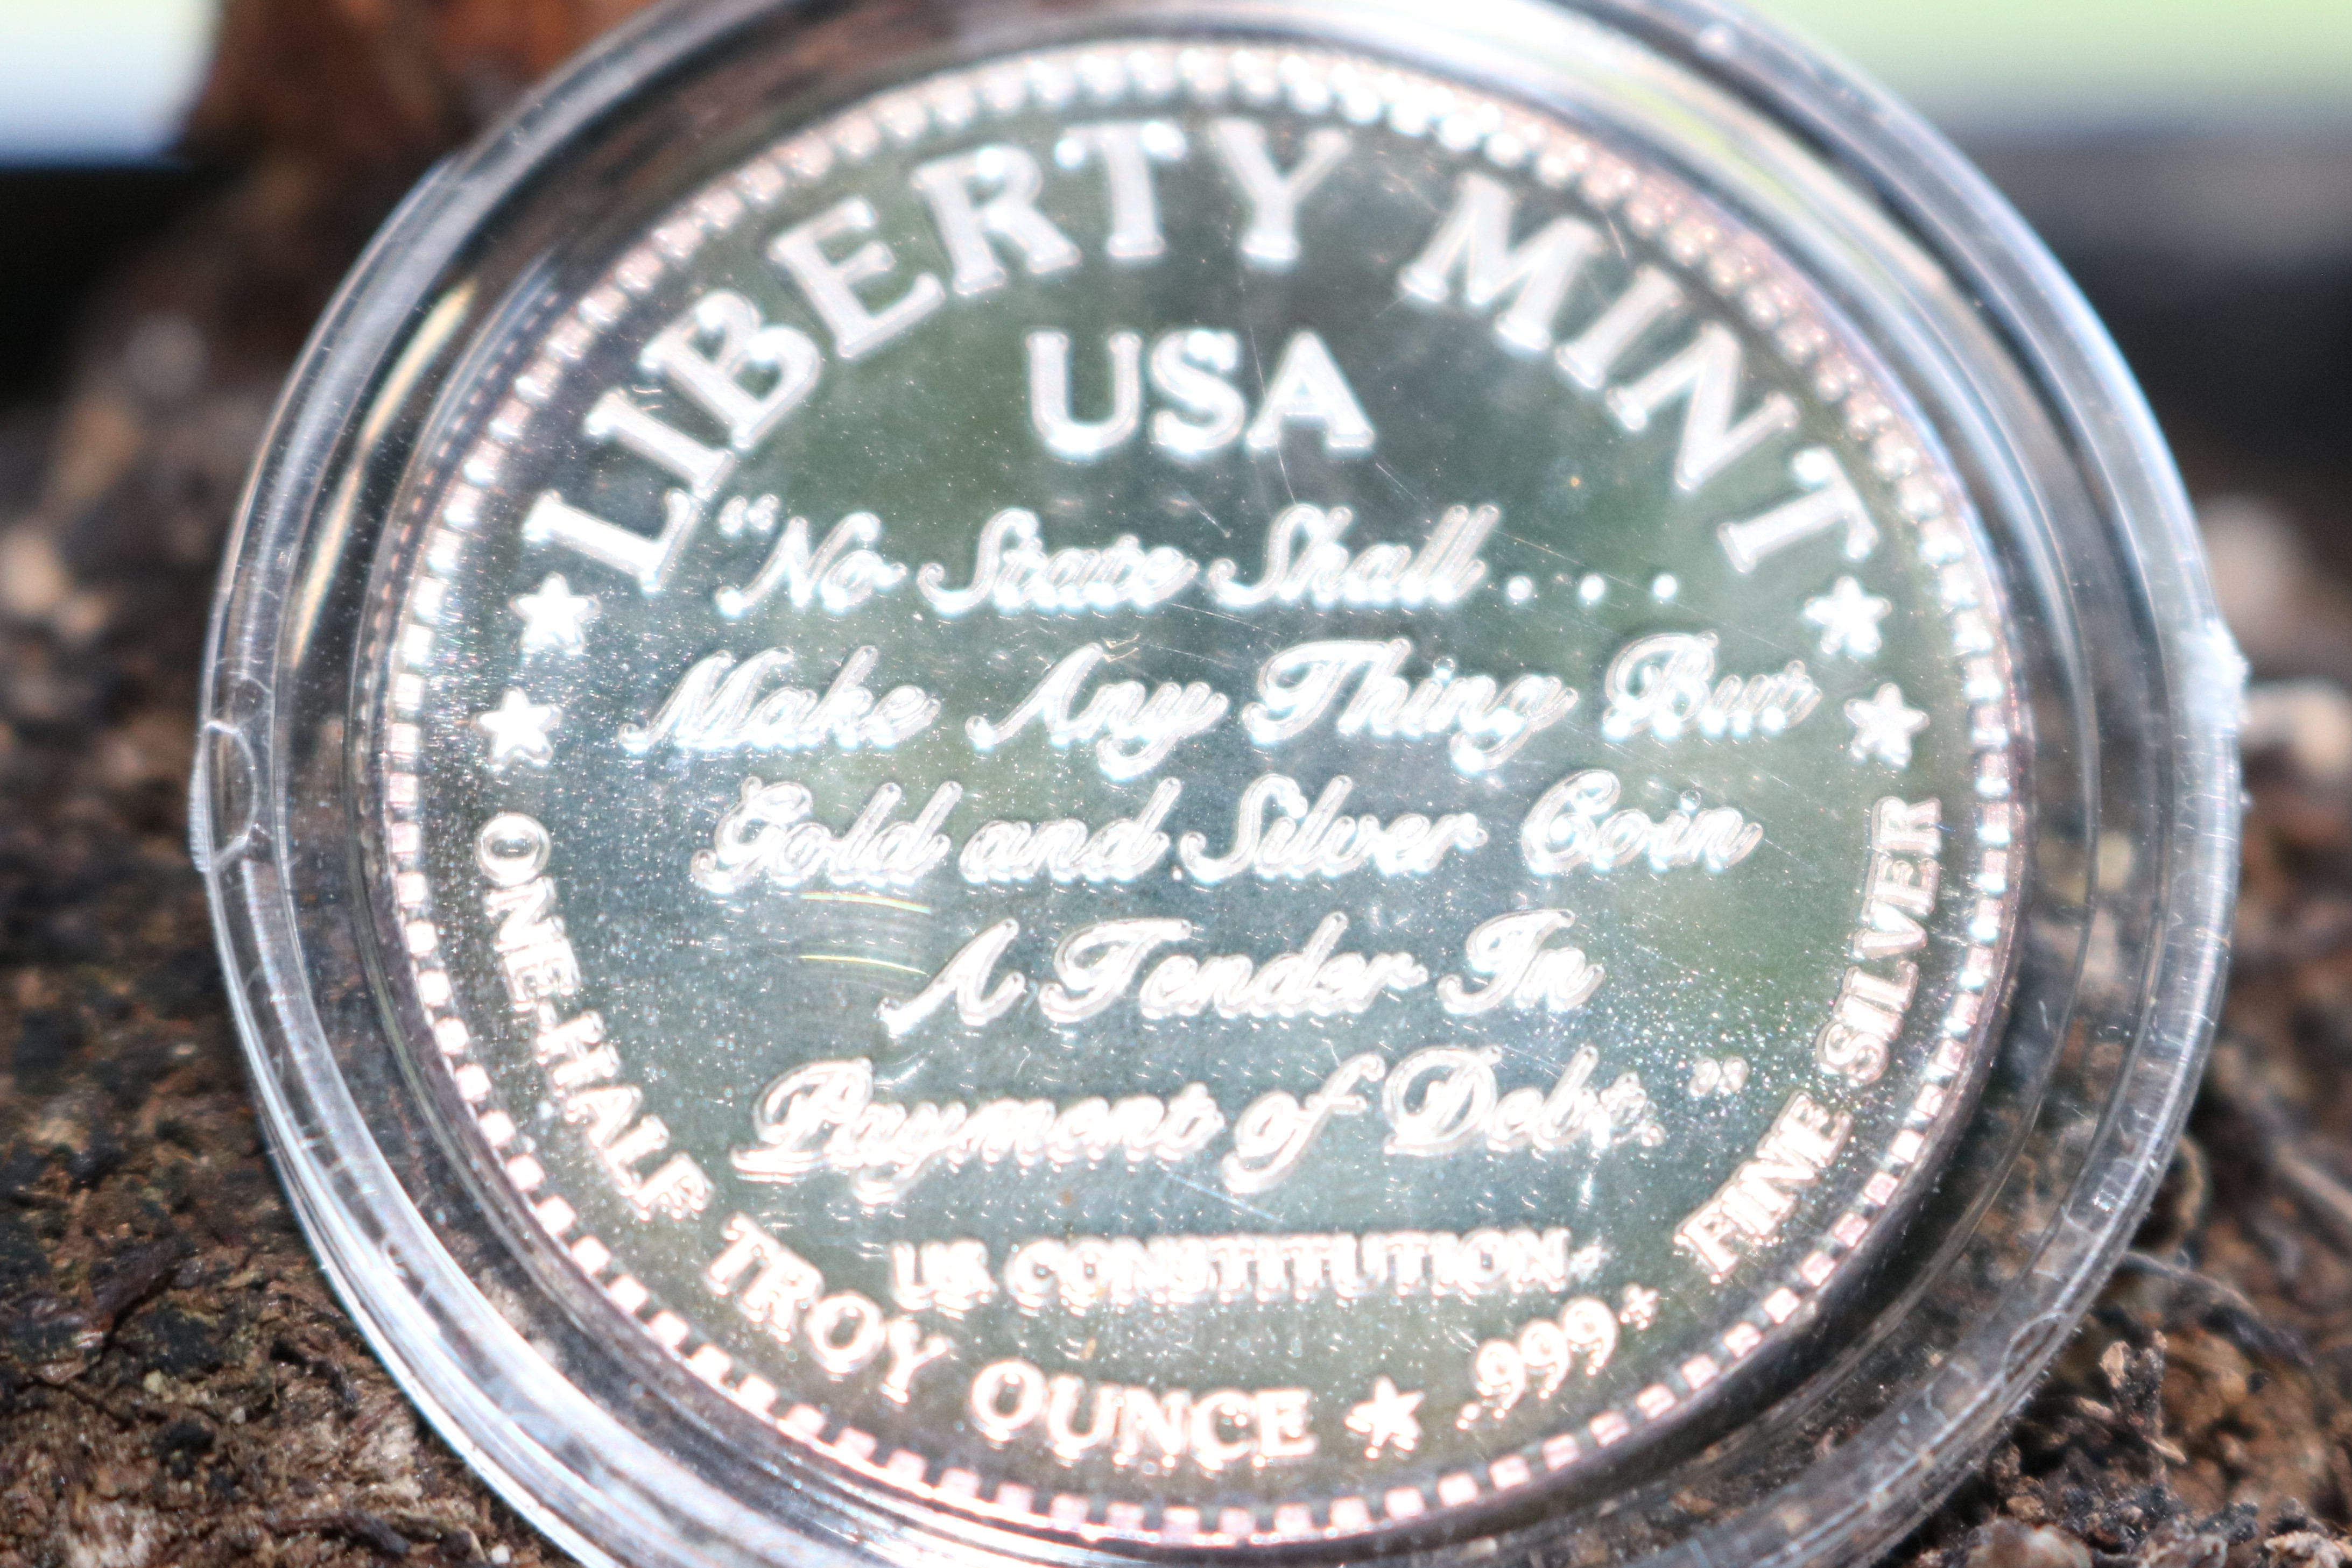 LIBERTY MINT
USA
"No State Shall....
Make Any Thing But
Gold and Silver Coin
A Tender In
Payment of Debt."
US CONSTITUTION
ONE-HALF TROY OUNCE ★ .999+ FINE SILVER